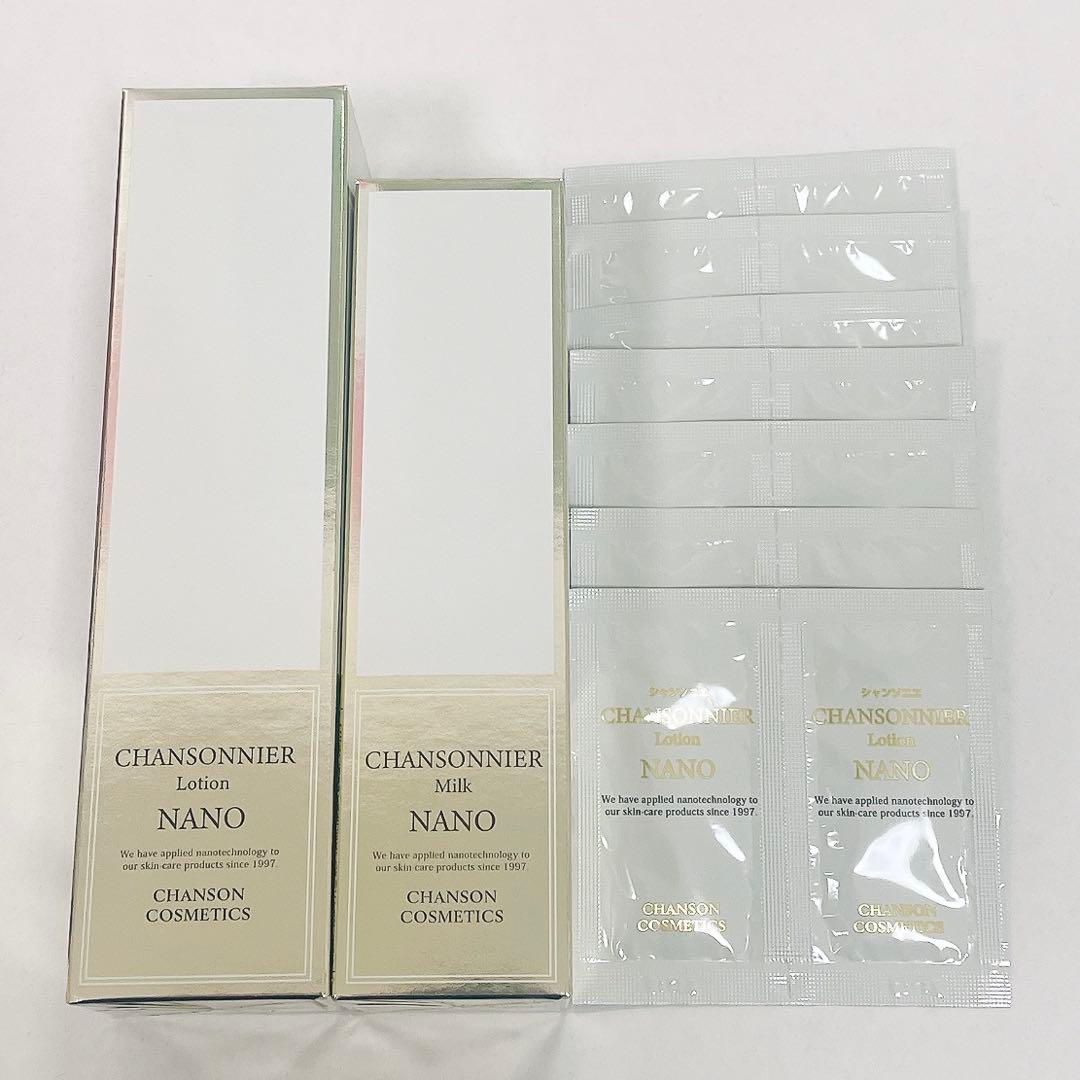 CHANSONNIER
Lotion
NANO
We have applied nanotechnology to
our skin-care products since 1997.
CHANSON
COSMETICS
CHANSONNIER
Milk
NANO
We have applied nanotechnology to
our skin-care products since 1997.
CHANSON
COSMETICS
シャンソニエ
CHANSONNIER
Lotion
NANO
We have applied nanotechnology to
our skin-care products since 1997.
CHANSON
COSMETICS
シャンソニエ
CHANSONNIER
Lotion
NANO
We have applied nanotechnology to
our skin-care products since 1997.
CHANSON
COSMETICS